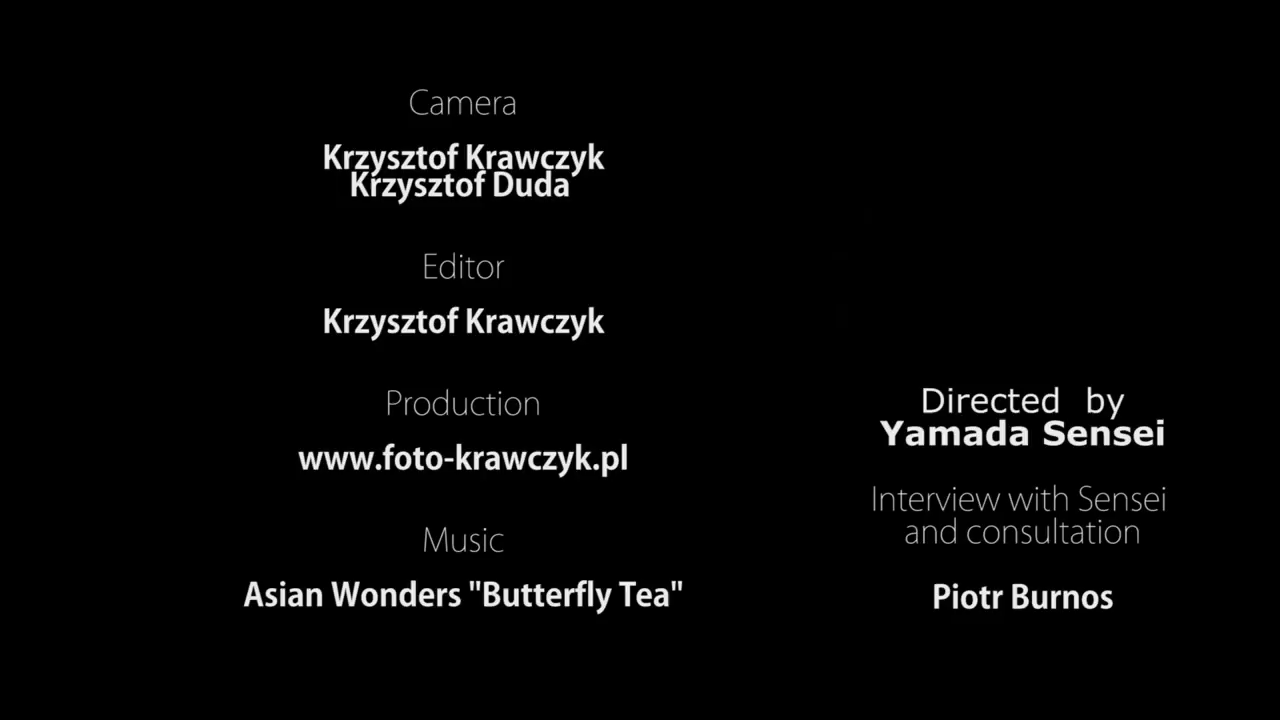 Camera
Krzysztof Krawczyk
Krzysztof Duda
Editor
Krzysztof Krawczyk
Production
www.foto-krawczyk.pl
Music
Asian Wonders "Butterfly Tea"
Directed by
Yamada Sensei
Interview with Sensei
and consultation
Piotr Burnos